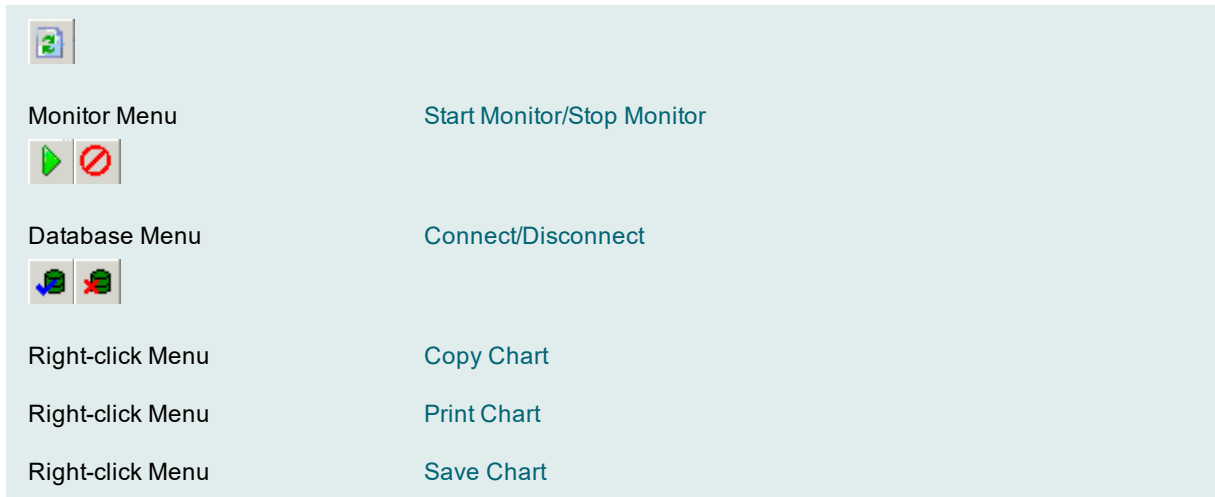 Monitor Menu Start Monitor/Stop Monitor
Database Menu Connect/Disconnect
Right-click Menu Copy Chart
Right-click Menu Print Chart
Right-click Menu Save Chart